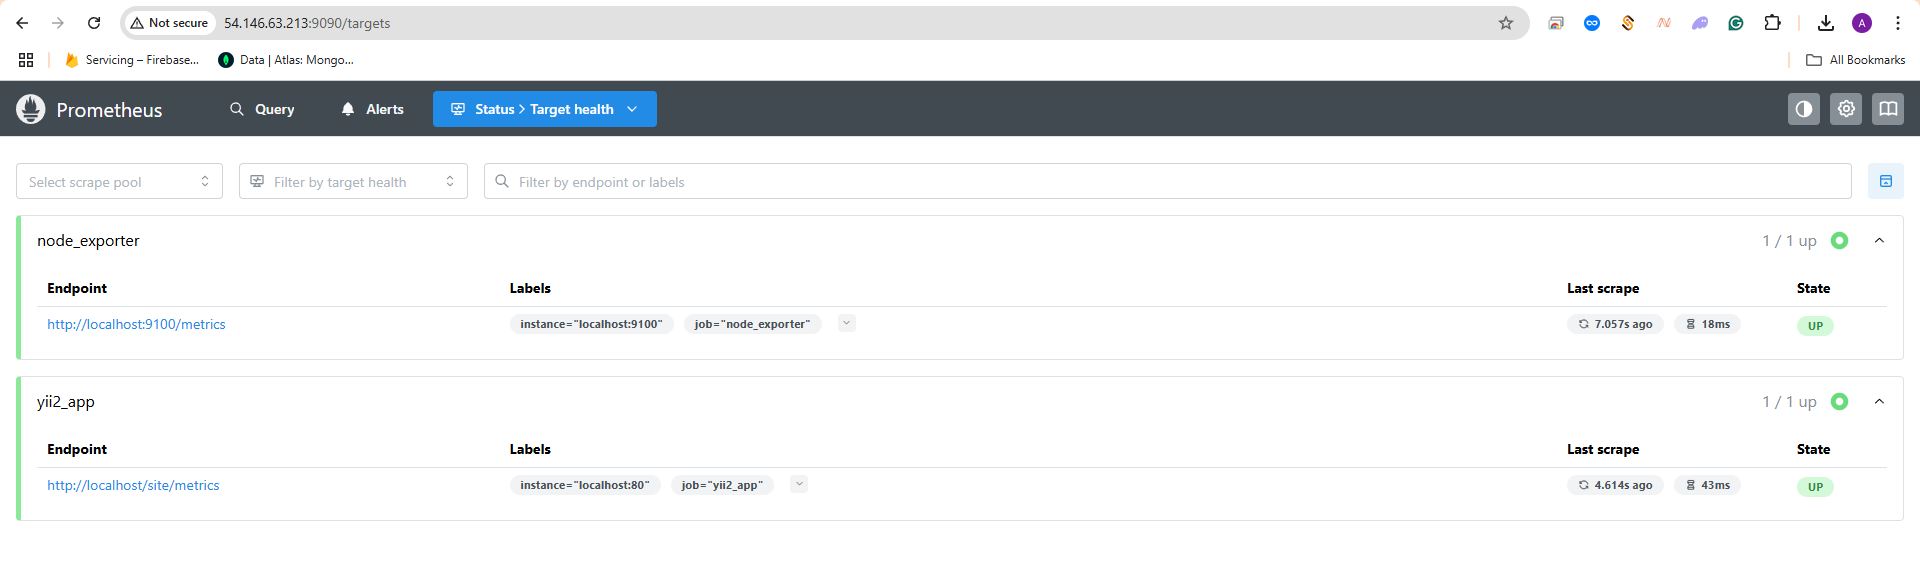 Not secure 54.146.63.213:9090/targets
A
Servicing – Firebase... Data | Atlas: Mongo... All Bookmarks
Prometheus Query Alerts Status > Target health
Select scrape pool Filter by target health Filter by endpoint or labels
node_exporter 1 / 1 up
Endpoint Labels Last scrape State
http://localhost:9100/metrics instance="localhost:9100" job="node_exporter" 7.057s ago 18ms UP
yii2_app 1 / 1 up
Endpoint Labels Last scrape State
http://localhost/site/metrics instance="localhost:80" job="yii2_app" 4.614s ago 43ms UP